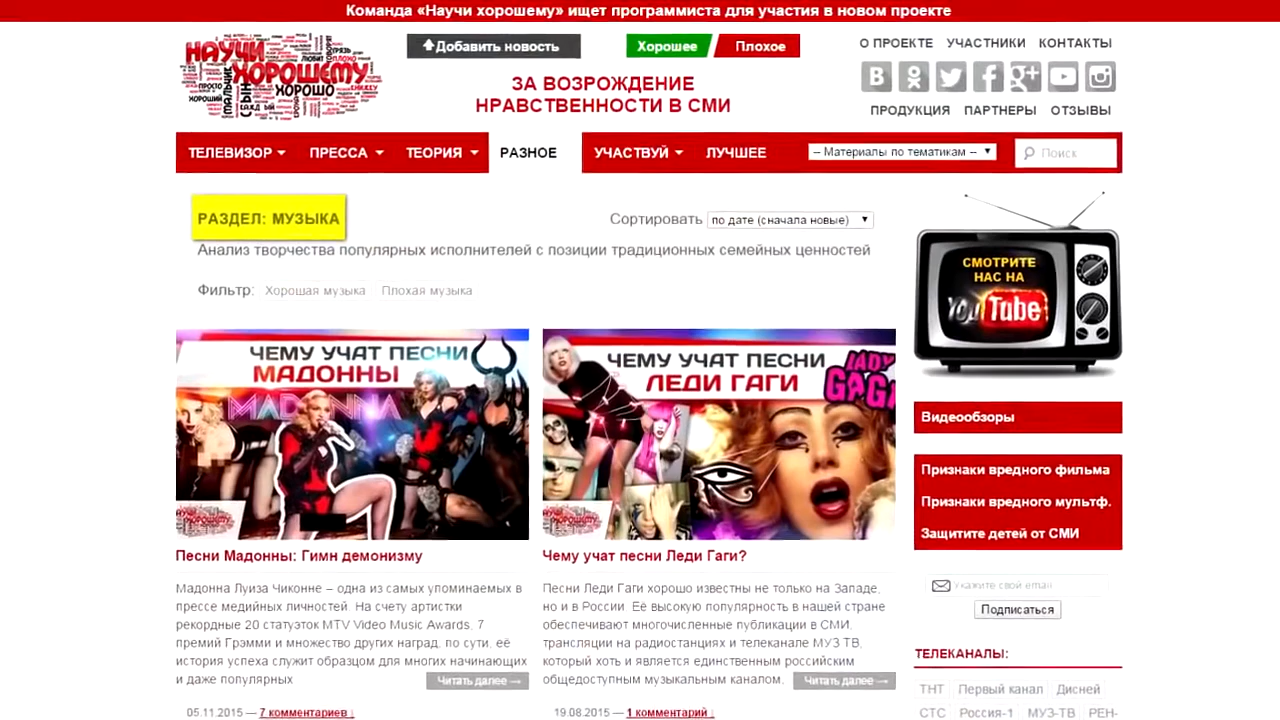 Команда «Научи хорошему» ищет программиста для участия в новом проекте
НАУЧИ
ХОРОШЕМУ
Добавить новость
Хорошее
Плохое
ЗА ВОЗРОЖДЕНИЕ
НРАВСТВЕННОСТИ В СМИ
О ПРОЕКТЕ УЧАСТНИКИ КОНТАКТЫ
ПРОДУКЦИЯ ПАРТНЕРЫ ОТЗЫВЫ
ТЕЛЕВИЗОР ПРЕССА ТЕОРИЯ РАЗНОЕ УЧАСТВУЙ ЛУЧШЕЕ -- Материалы по тематикам -- Поиск
РАЗДЕЛ: МУЗЫКА
Сортировать по дате (сначала новые)
Анализ творчества популярных исполнителей с позиции традиционных семейных ценностей
Фильтр: Хорошая музыка Плохая музыка
ЧЕМУ УЧАТ ПЕСНИ
МАДОННЫ
MADONNA
Песни Мадонны: Гимн демонизму
Мадонна Луиза Чикконе – одна из самых упоминаемых в
прессе медийных личностей. На счету артистки
рекордные 20 статуэток MTV Video Music Awards, 7
премий Грэмми и множество других наград, по сути, её
история успеха служит образцом для многих начинающих
и даже популярных
Читать далее →
05.11.2015 — 7 комментариев ↓
ЧЕМУ УЧАТ ПЕСНИ
ЛЕДИ ГАГИ
LADY
GAGA
Чему учат песни Леди Гаги?
Песни Леди Гаги хорошо известны не только на Западе,
но и в России. Её высокую популярность в нашей стране
обеспечивают многочисленные публикации в СМИ,
трансляции на радиостанциях и телеканале МУЗ ТВ,
который хоть и является единственным российским
общедоступным музыкальным каналом,
Читать далее →
19.08.2015 — 1 комментарий ↓
СМОТРИТЕ
НАС НА
YouTube
Видеообзоры
Признаки вредного фильма
Признаки вредного мультф.
Защитите детей от СМИ
Укажите свой email
Подписаться
ТЕЛЕКАНАЛЫ:
ТНТ Первый канал Дисней
СТС Россия-1 МУЗ-ТВ РЕН-